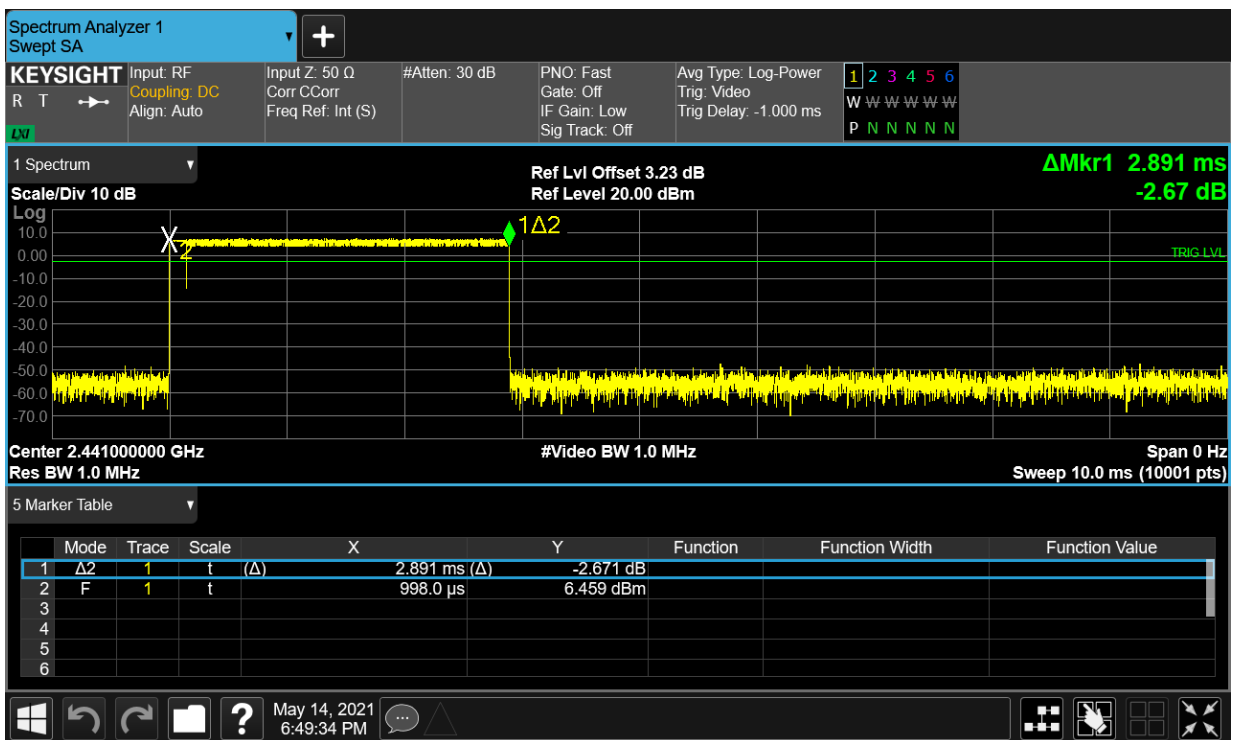 Spectrum Analyzer 1
Swept SA
KEYSIGHT
R T
LXI
Input: RF
Coupling: DC
Align: Auto
Input Z: 50 Ω
Corr CCorr
Freq Ref: Int (S)
#Atten: 30 dB
PNO: Fast
Gate: Off
IF Gain: Low
Sig Track: Off
Avg Type: Log-Power
Trig: Video
Trig Delay: -1.000 ms
1 2 3 4 5 6
W W W W W W
P N N N N N
1 Spectrum
Scale/Div 10 dB
Ref Lvl Offset 3.23 dB
Ref Level 20.00 dBm
ΔMkr1 2.891 ms
-2.67 dB
Log
10.0
0.00
-10.0
-20.0
-30.0
-40.0
-50.0
-60.0
-70.0
X
2
1Δ2
TRIG LVL
Center 2.441000000 GHz
Res BW 1.0 MHz
#Video BW 1.0 MHz
Span 0 Hz
Sweep 10.0 ms (10001 pts)
5 Marker Table
Mode Trace Scale X Y Function Function Width Function Value
1 Δ2 1 t (Δ) 2.891 ms (Δ) -2.671 dB
2 F 1 t 998.0 µs 6.459 dBm
3
4
5
6
?
May 14, 2021
6:49:34 PM